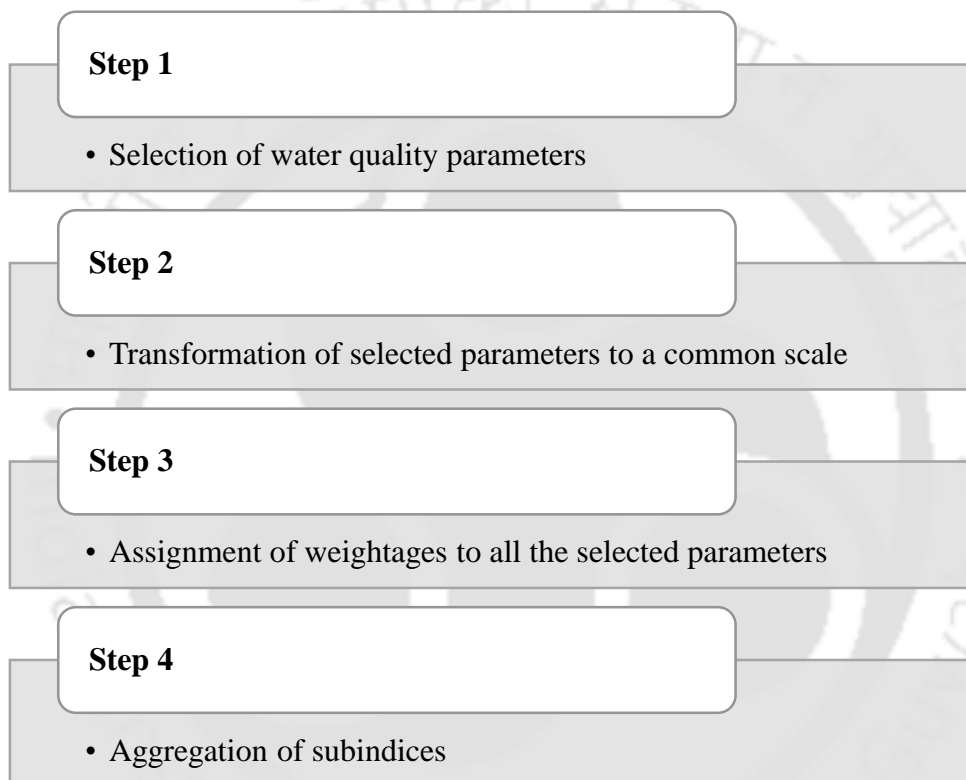 Step 1
• Selection of water quality parameters
Step 2
• Transformation of selected parameters to a common scale
Step 3
• Assignment of weightages to all the selected parameters
Step 4
• Aggregation of subindices